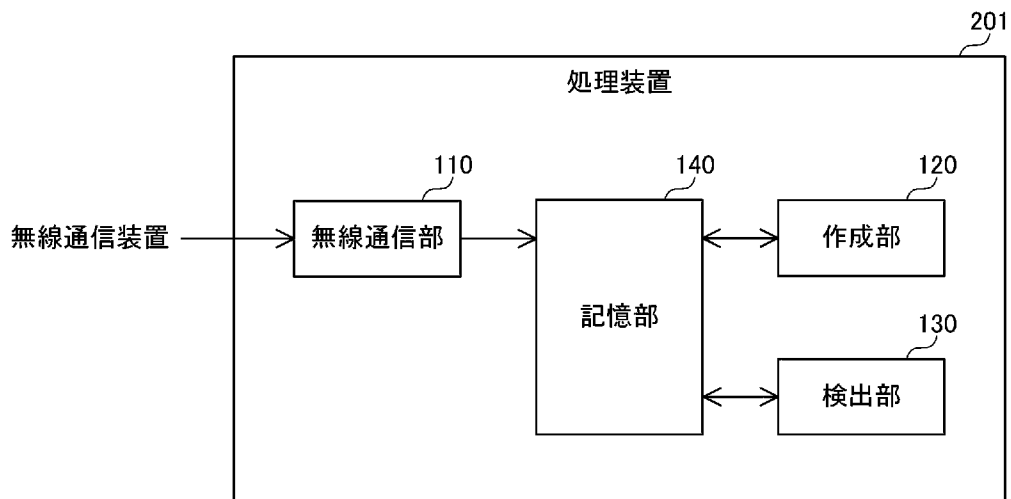 201
処理装置
110
140
120
無線通信装置
無線通信部
作成部
記憶部
130
検出部